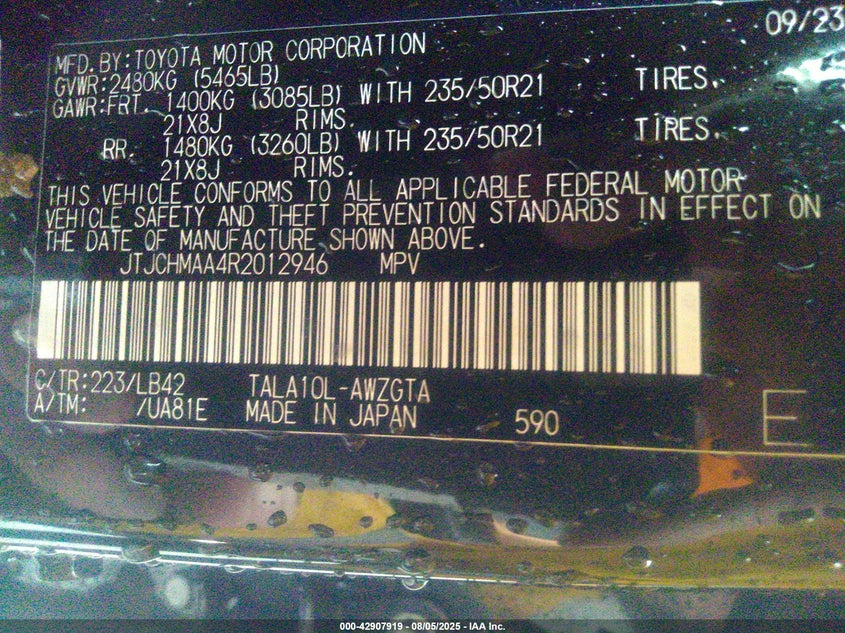 09/23
MFD.BY:TOYOTA MOTOR CORPORATION
GVWR:2480KG (5465LB)
GAWR:FRT. 1400KG (3085LB) WITH 235/50R21 TIRES.
21X8J RIMS.
RR. 1480KG (3260LB) WITH 235/50R21 TIRES.
21X8J RIMS.
THIS VEHICLE CONFORMS TO ALL APPLICABLE FEDERAL MOTOR
VEHICLE SAFETY AND THEFT PREVENTION STANDARDS IN EFFECT ON
THE DATE OF MANUFACTURE SHOWN ABOVE.
JTJCHMAA4R2012946 MPV
C/TR:223/LB42 TALA10L-AWZGTA
A/TM: /UA81E MADE IN JAPAN 590 E
000-42907919 - 08/05/2025 - IAA Inc.